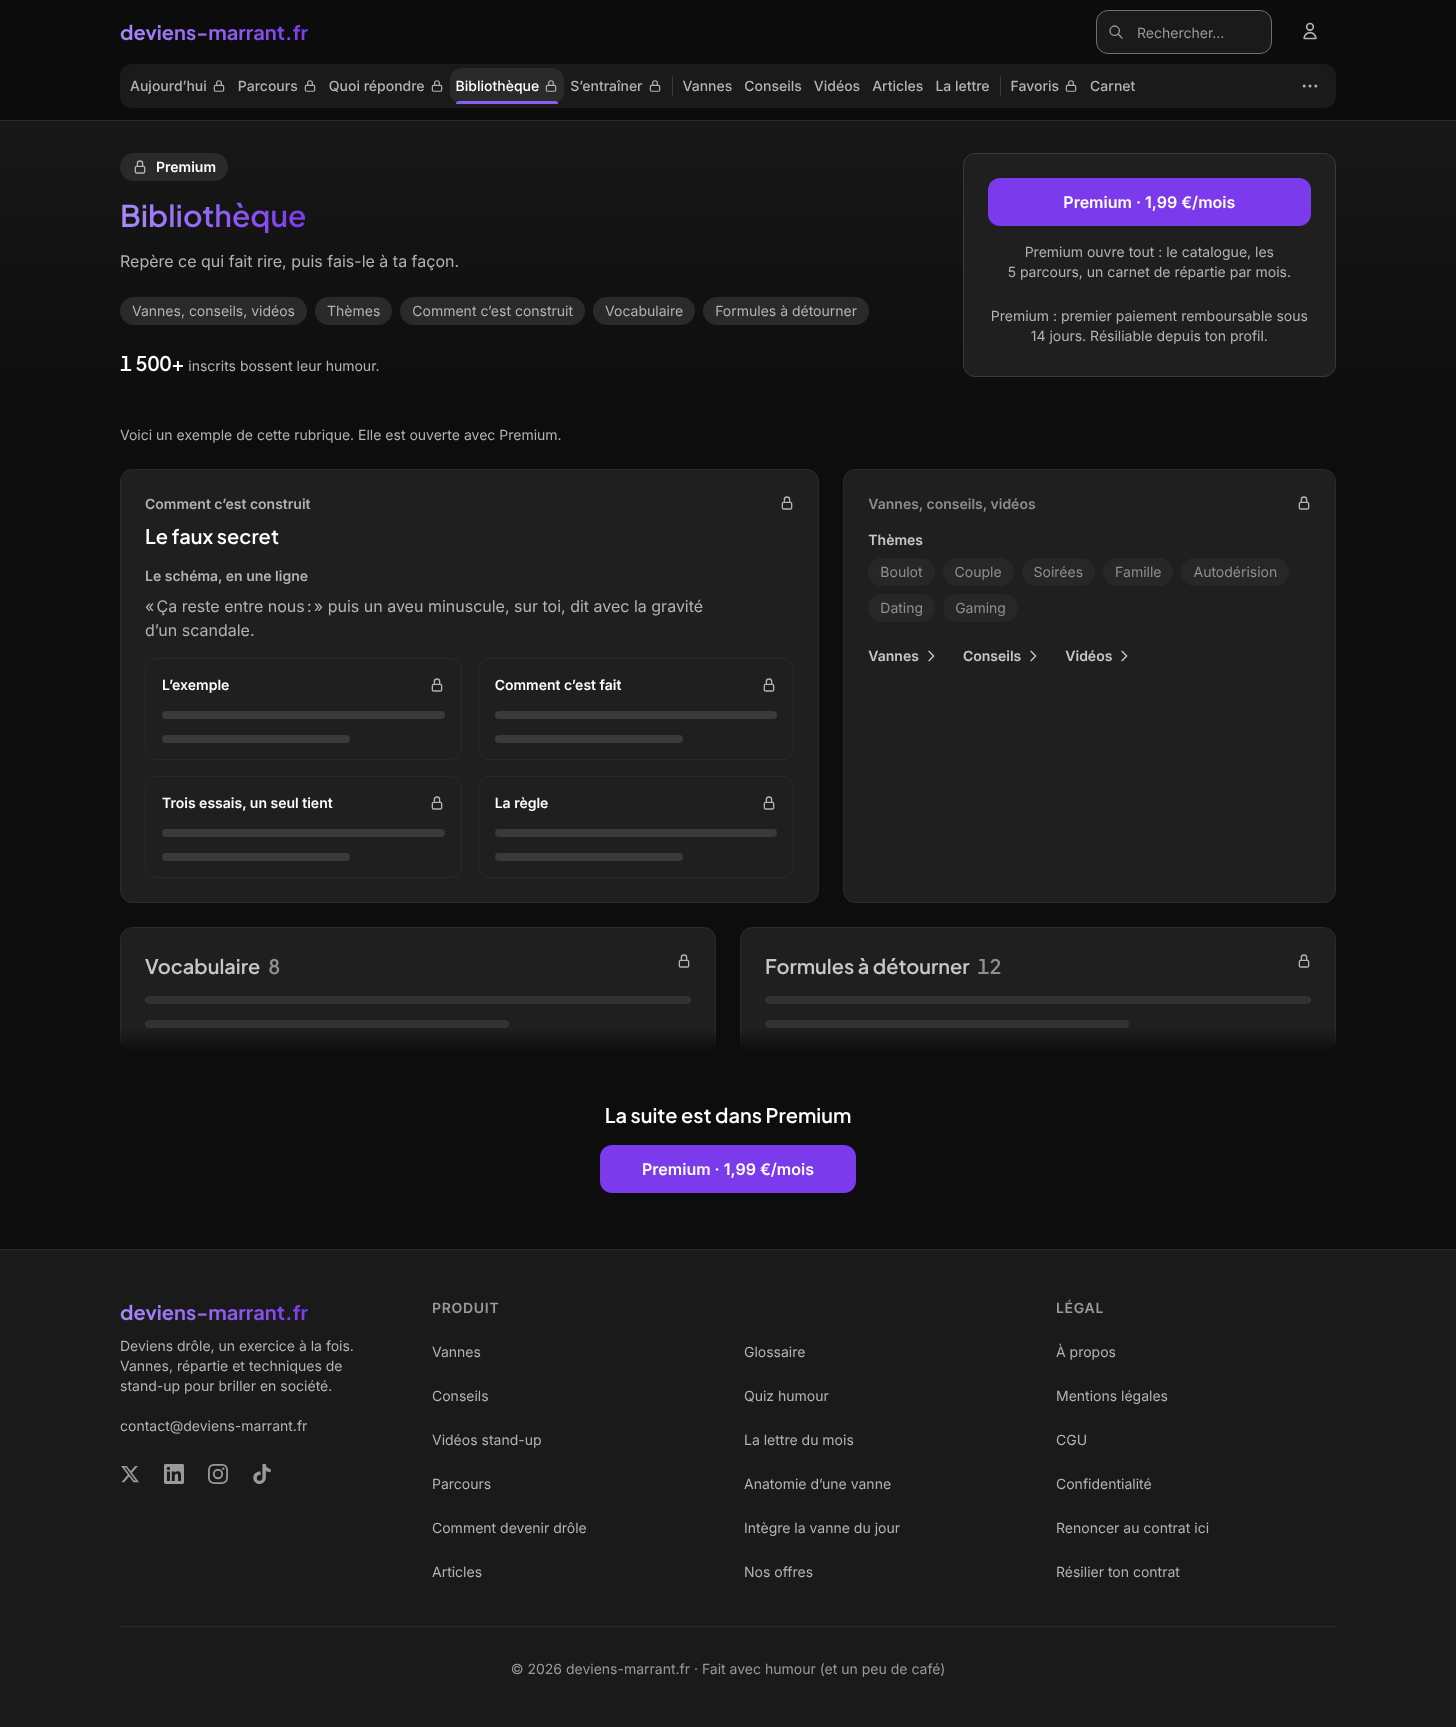 deviens-marrant.fr
Rechercher...
Aujourd’hui Parcours Quoi répondre Bibliothèque S’entraîner Vannes Conseils Vidéos Articles La lettre Favoris Carnet
Premium
Bibliothèque
Repère ce qui fait rire, puis fais-le à ta façon.
Vannes, conseils, vidéos Thèmes Comment c’est construit Vocabulaire Formules à détourner
1 500+ inscrits bossent leur humour.
Premium · 1,99 €/mois
Premium ouvre tout : le catalogue, les
5 parcours, un carnet de répartie par mois.
Premium : premier paiement remboursable sous
14 jours. Résiliable depuis ton profil.
Voici un exemple de cette rubrique. Elle est ouverte avec Premium.
Comment c’est construit
Le faux secret
Le schéma, en une ligne
« Ça reste entre nous : » puis un aveu minuscule, sur toi, dit avec la gravité
d’un scandale.
L’exemple
Comment c’est fait
Trois essais, un seul tient
La règle
Vannes, conseils, vidéos
Thèmes
Boulot Couple Soirées Famille Autodérision
Dating Gaming
Vannes Conseils Vidéos
Vocabulaire 8
Formules à détourner 12
La suite est dans Premium
Premium · 1,99 €/mois
deviens-marrant.fr
Deviens drôle, un exercice à la fois.
Vannes, répartie et techniques de
stand-up pour briller en société.
contact@deviens-marrant.fr
PRODUIT
Vannes
Conseils
Vidéos stand-up
Parcours
Comment devenir drôle
Articles
Glossaire
Quiz humour
La lettre du mois
Anatomie d’une vanne
Intègre la vanne du jour
Nos offres
LÉGAL
À propos
Mentions légales
CGU
Confidentialité
Renoncer au contrat ici
Résilier ton contrat
© 2026 deviens-marrant.fr · Fait avec humour (et un peu de café)